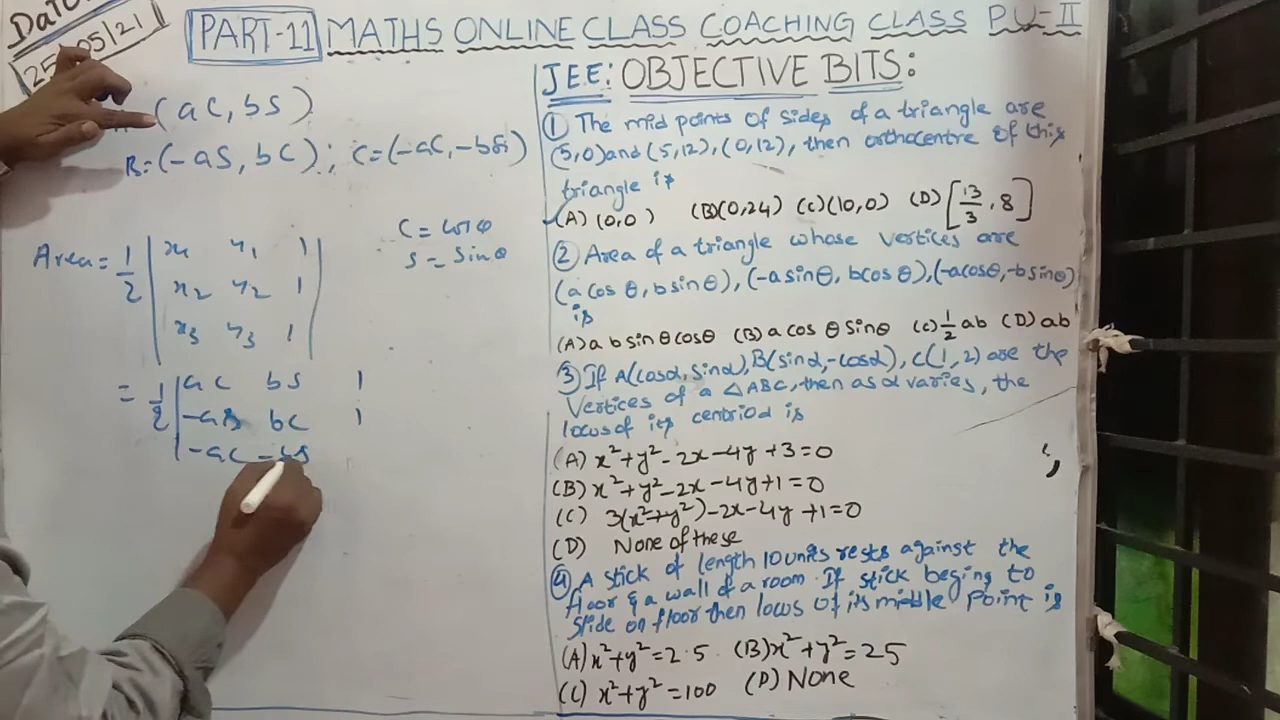 Date
25/05/21
PART-11 MATHS ONLINE CLASS COACHING CLASS P.U-II
(ac, bs)
B=(-as, bc); C=(-ac, -bs)
C = cosθ
s = sinθ
Area = 1/2 | x1 y1 1 |
x2 y2 1
x3 y3 1
= 1/2 | ac bs 1
-as bc 1
-ac -bs
JEE: OBJECTIVE BITS:
① The mid points of sides of a triangle are
(5,0) and (5,12), (0,12), then orthocentre of this
triangle is
(A) (0,0) (B)(0,24) (C)(10,0) (D) [13/3, 8]
② Area of a triangle whose vertices are
(a cos θ, b sin θ), (-a sin θ, b cos θ), (-a cosθ, -b sinθ)
is
(A) a b sin θ cosθ (B) a cos θ sin θ (C) 1/2 ab (D) ab
③ If A(cosα, sinα), B(sinα, -cosα), C(1, 2) are the
vertices of a △ABC, then as α varies, the
locus of its centriod is
(A) x²+y²-2x-4y+3=0
(B) x²+y²-2x-4y+1=0
(C) 3(x²+y²)-2x-4y+1=0
(D) None of these
④ A stick of length 10 units rests against the
floor & a wall of a room. If stick begins to
slide on floor then locus of its middle point is
(A) x²+y²=2.5 (B) x²+y²=25
(C) x²+y²=100 (D) None